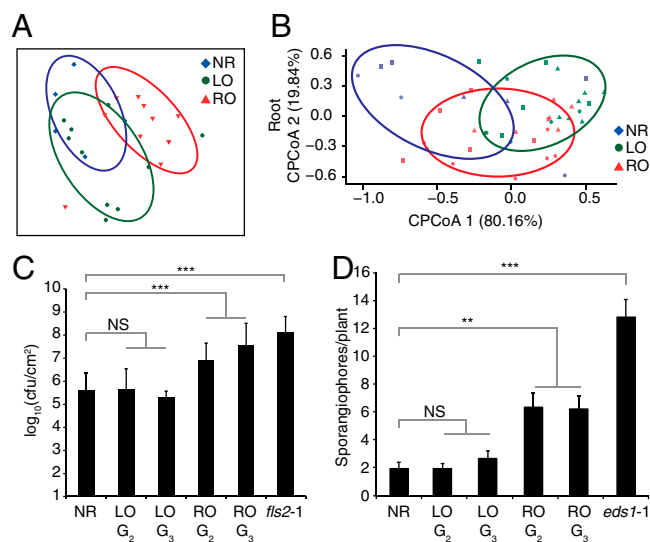 A
NR
LO
RO
B
Root
CPCoA 2 (19.84%)
0.6
0.3
0.0
−0.3
−0.6
−1.0
−0.5
0.0
0.5
CPCoA 1 (80.16%)
NR
LO
RO
C
log10(cfu/cm²)
10
9
8
7
6
5
4
3
2
1
***
***
NS
NR
LO
G2
LO
G3
RO
G2
RO
G3
fls2-1
D
Sporangiophores/plant
16
14
12
10
8
6
4
2
0
***
**
NS
NR
LO
G2
LO
G3
RO
G2
RO
G3
eds1-1